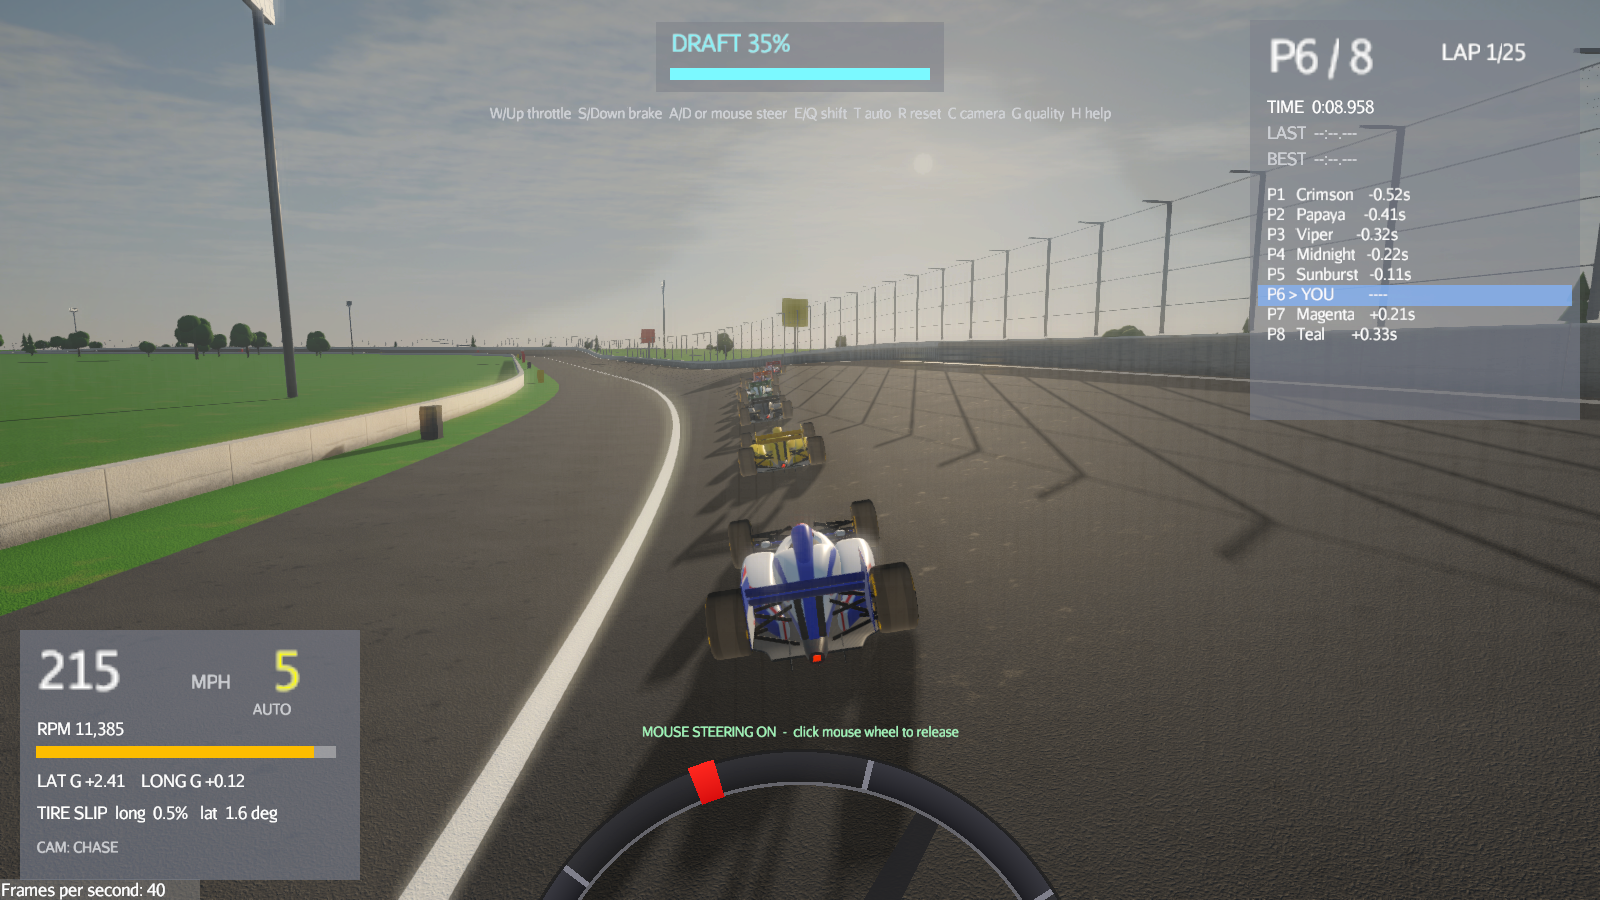 DRAFT 35%
W/Up throttle S/Down brake A/D or mouse steer E/Q shift T auto R reset C camera G quality H help
P6 / 8 LAP 1/25
TIME 0:08.958
LAST --:--.---
BEST --:--.---
P1 Crimson -0.52s
P2 Papaya -0.41s
P3 Viper -0.32s
P4 Midnight -0.22s
P5 Sunburst -0.11s
P6 > YOU ----
P7 Magenta +0.21s
P8 Teal +0.33s
215 MPH 5
AUTO
RPM 11,385
LAT G +2.41 LONG G +0.12
TIRE SLIP long 0.5% lat 1.6 deg
CAM: CHASE
MOUSE STEERING ON - click mouse wheel to release
Frames per second: 40